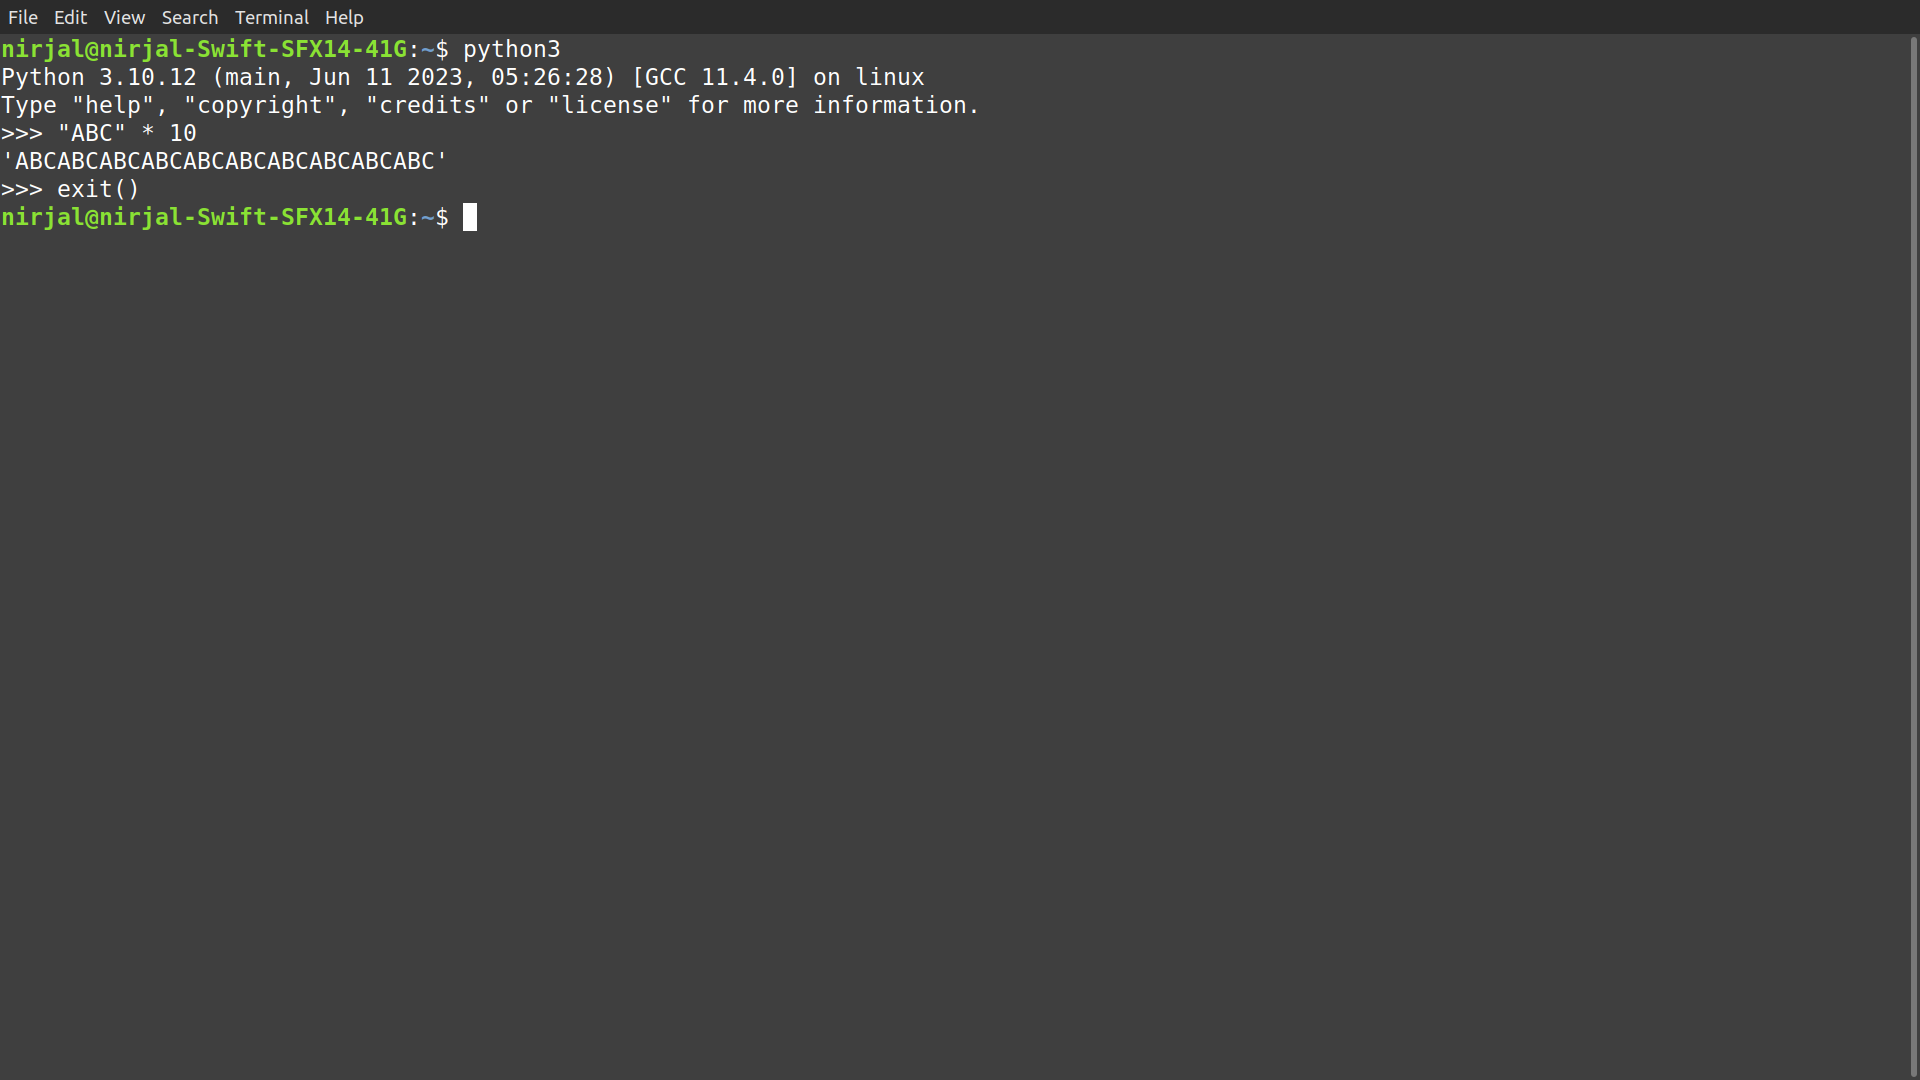 File Edit View Search Terminal Help
nirjal@nirjal-Swift-SFX14-41G:~$ python3
Python 3.10.12 (main, Jun 11 2023, 05:26:28) [GCC 11.4.0] on linux
Type "help", "copyright", "credits" or "license" for more information.
>>> "ABC" * 10
'ABCABCABCABCABCABCABCABCABCABC'
>>> exit()
nirjal@nirjal-Swift-SFX14-41G:~$